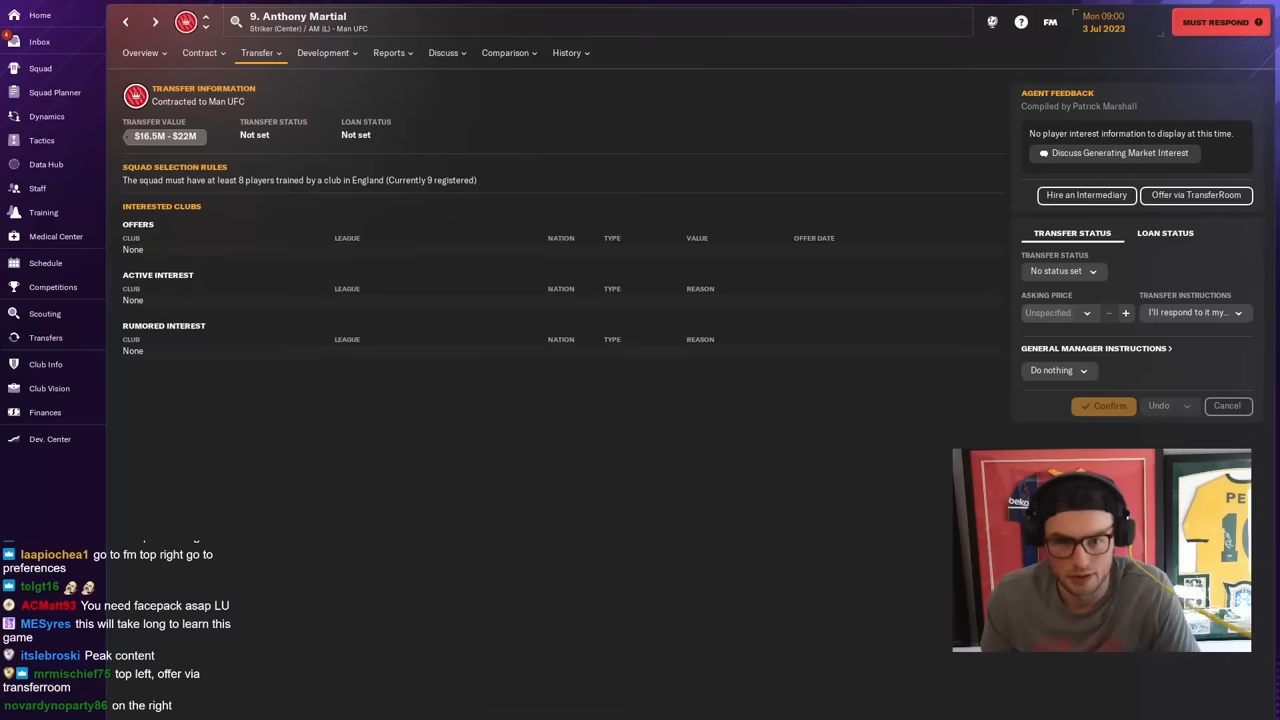 Home
9. Anthony Martial
Striker (Center) / AM (L) - Man UFC
FM
Mon 09:00
3 Jul 2023
MUST RESPOND
4
Inbox
Squad
Squad Planner
Dynamics
Tactics
Data Hub
Staff
Training
Medical Center
Schedule
Competitions
Scouting
Transfers
Club Info
Club Vision
Finances
Dev. Center
Overview
Contract
Transfer
Development
Reports
Discuss
Comparison
History
TRANSFER INFORMATION
Contracted to Man UFC
TRANSFER VALUE TRANSFER STATUS LOAN STATUS
$16.5M - $22M Not set Not set
SQUAD SELECTION RULES
The squad must have at least 8 players trained by a club in England (Currently 9 registered)
INTERESTED CLUBS
OFFERS
CLUB LEAGUE NATION TYPE VALUE OFFER DATE
None
ACTIVE INTEREST
CLUB LEAGUE NATION TYPE REASON
None
RUMORED INTEREST
CLUB LEAGUE NATION TYPE REASON
None
AGENT FEEDBACK
Compiled by Patrick Marshall
No player interest information to display at this time.
Discuss Generating Market Interest
Hire an Intermediary Offer via TransferRoom
TRANSFER STATUS LOAN STATUS
TRANSFER STATUS
No status set
ASKING PRICE TRANSFER INSTRUCTIONS
Unspecified - + I'll respond to it my...
GENERAL MANAGER INSTRUCTIONS >
Do nothing
Confirm Undo Cancel
laapiochea1 go to fm top right go to
preferences
telgt16
ACMatt93 You need facepack asap LU
MESyres this will take long to learn this
game
itslebroski Peak content
mrmischief75 top left, offer via
transferroom
novardynoparty86 on the right
beko
PE